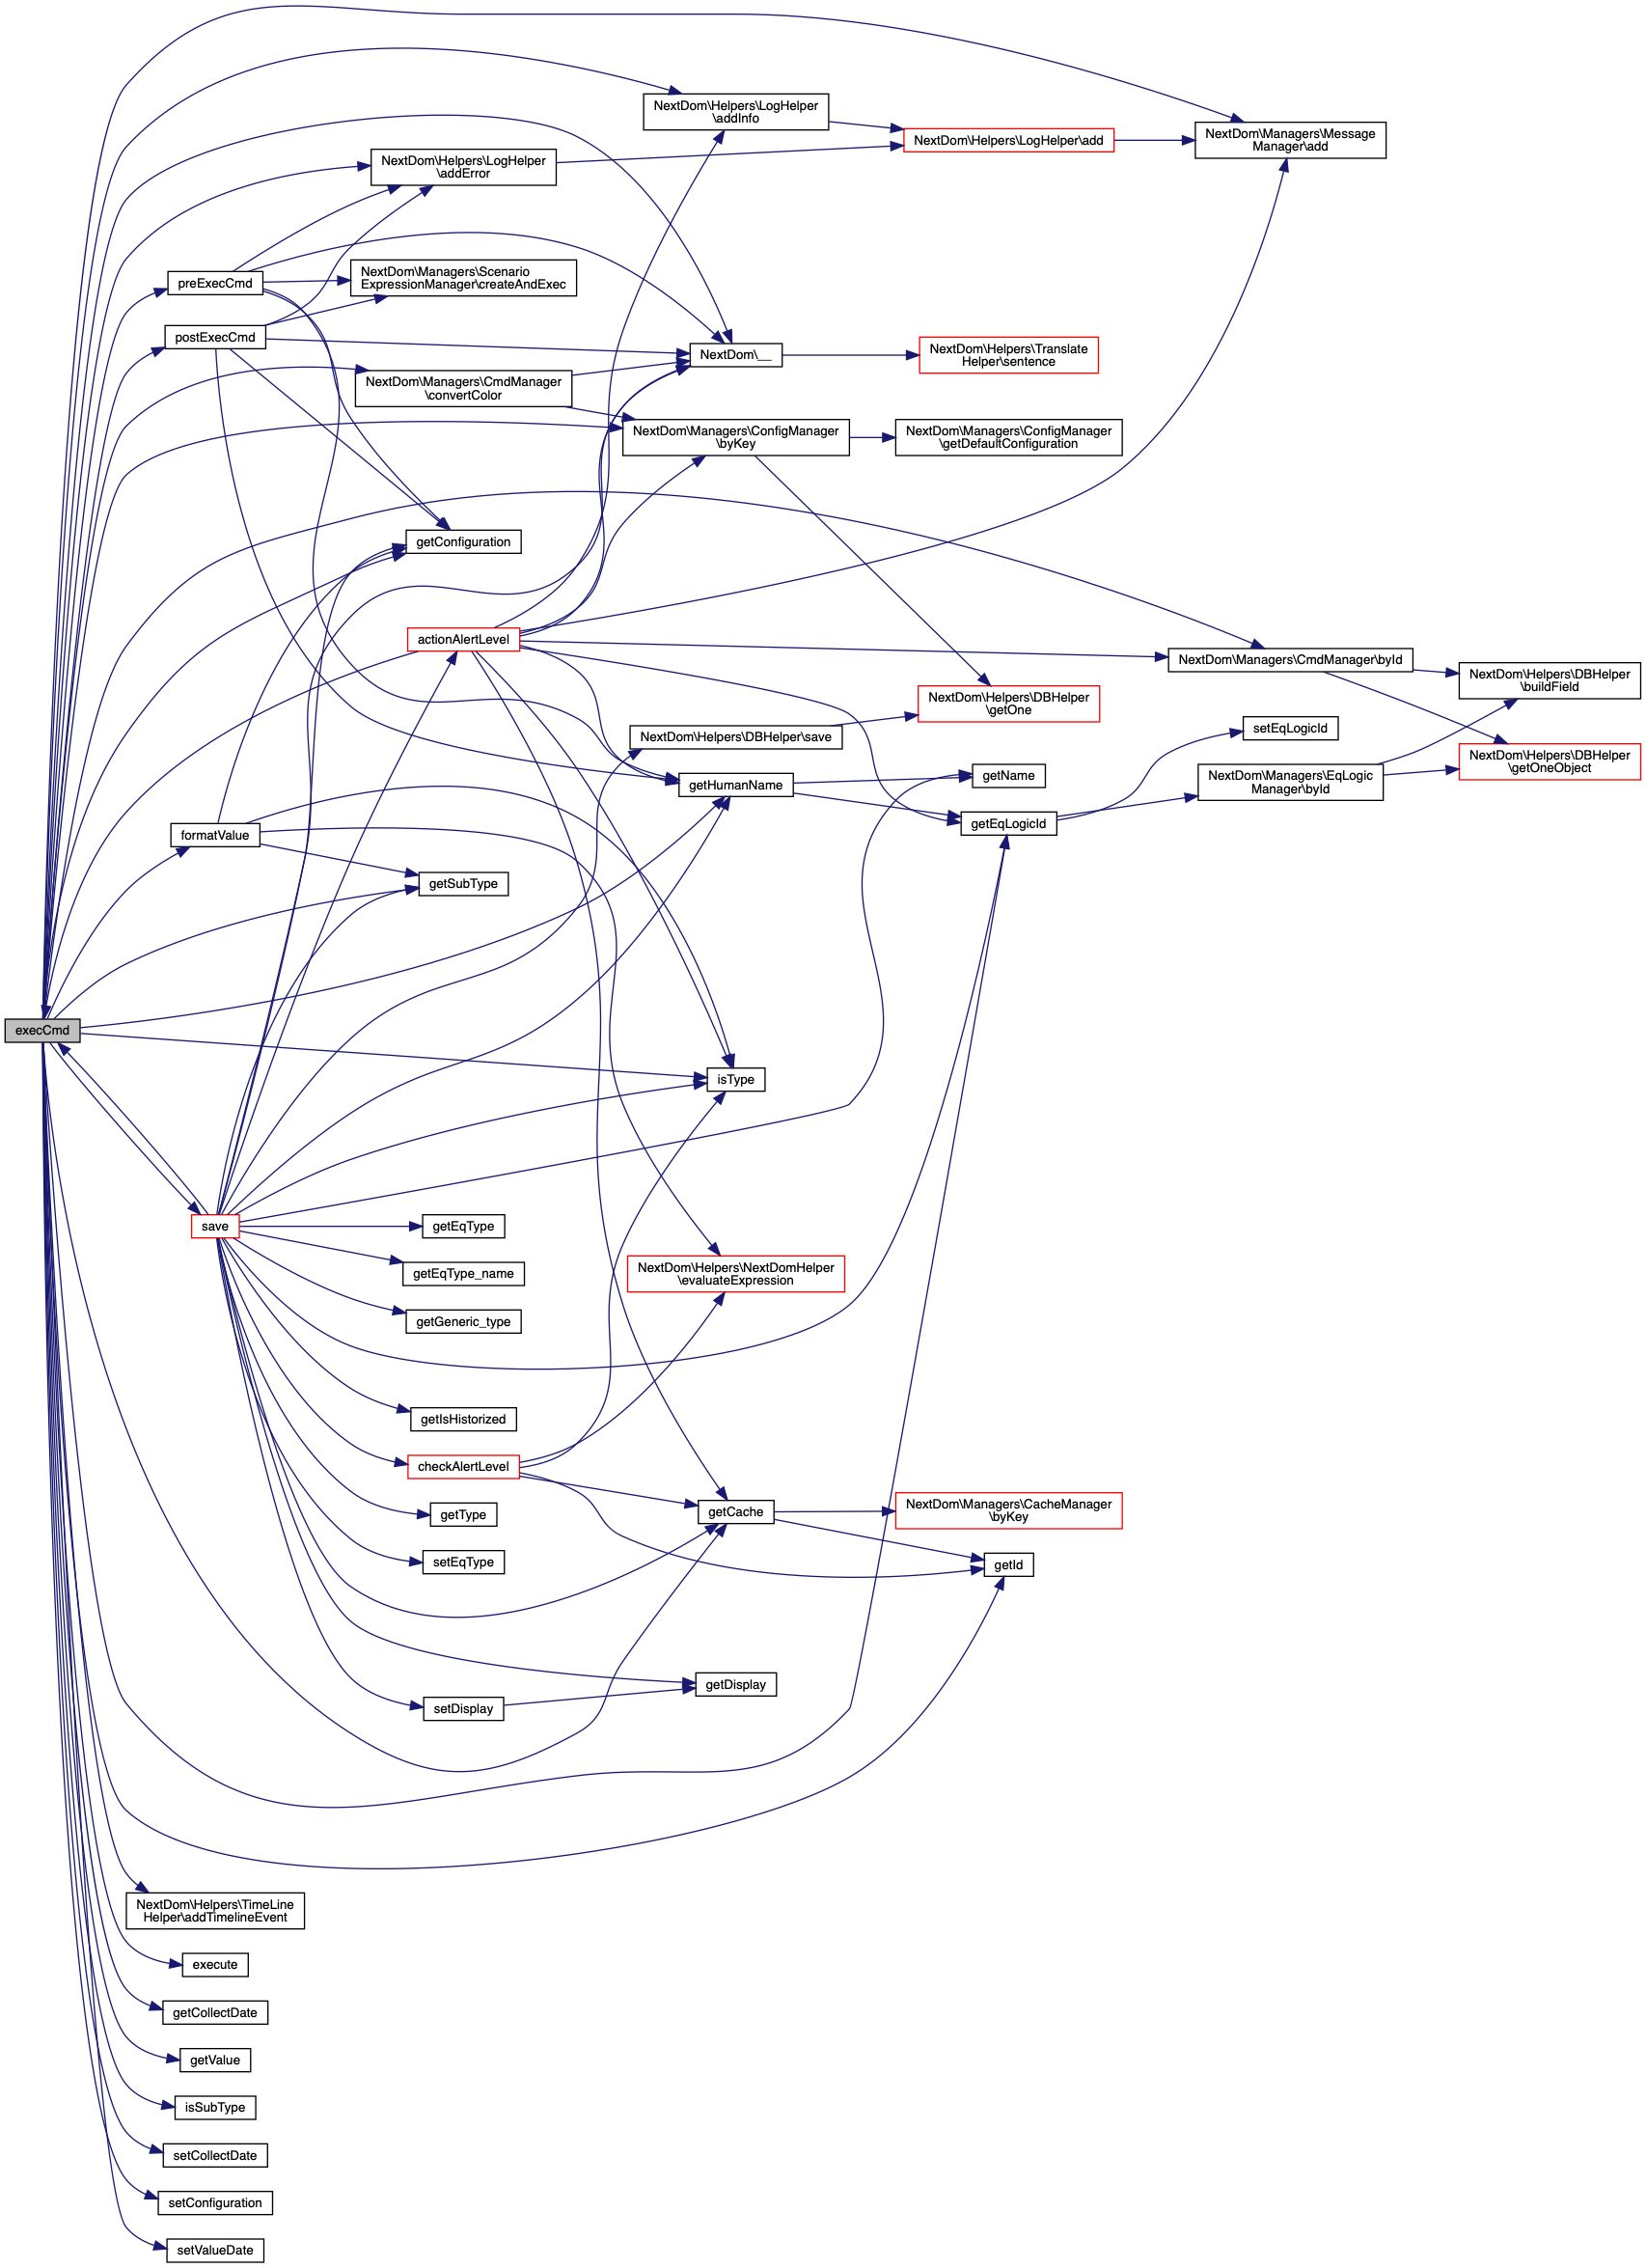 NextDom\Helpers\LogHelper
\addInfo
NextDom\Managers\Message
Manager\add
NextDom\Helpers\LogHelper\add
NextDom\Helpers\LogHelper
\addError
preExecCmd
NextDom\Managers\Scenario
ExpressionManager\createAndExec
postExecCmd
NextDom\__
NextDom\Helpers\Translate
Helper\sentence
NextDom\Managers\CmdManager
\convertColor
NextDom\Managers\ConfigManager
\byKey
NextDom\Managers\ConfigManager
\getDefaultConfiguration
getConfiguration
actionAlertLevel
NextDom\Managers\CmdManager\byId
NextDom\Helpers\DBHelper
\buildField
NextDom\Helpers\DBHelper
\getOne
setEqLogicId
NextDom\Helpers\DBHelper\save
NextDom\Helpers\DBHelper
\getOneObject
getHumanName
getName
NextDom\Managers\EqLogic
Manager\byId
getEqLogicId
formatValue
getSubType
execCmd
isType
save
getEqType
getEqType_name
NextDom\Helpers\NextDomHelper
\evaluateExpression
getGeneric_type
getIsHistorized
checkAlertLevel
getType
getCache
NextDom\Managers\CacheManager
\byKey
setEqType
getId
getDisplay
setDisplay
NextDom\Helpers\TimeLine
Helper\addTimelineEvent
execute
getCollectDate
getValue
isSubType
setCollectDate
setConfiguration
setValueDate